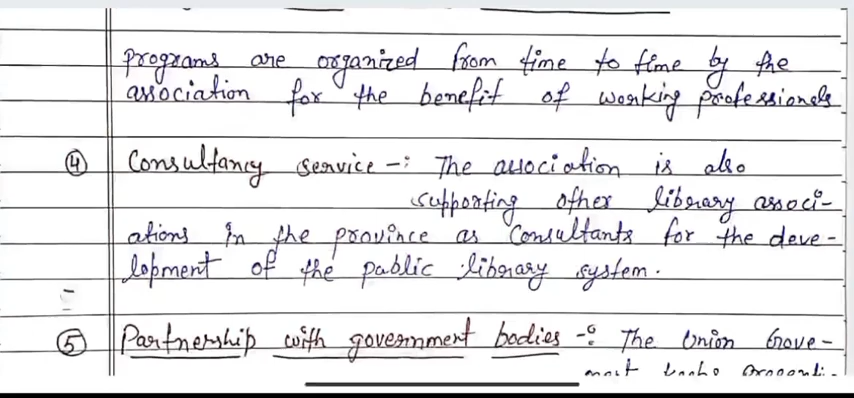 programs are organized from time to time by the
association for the benefit of working professionals
④ Consultancy service -: The association is also
supporting other library associ-
ations in the province as Consultants for the deve-
lopment of the public library system.
⑤ Partnership with government bodies -: The Union Gove-